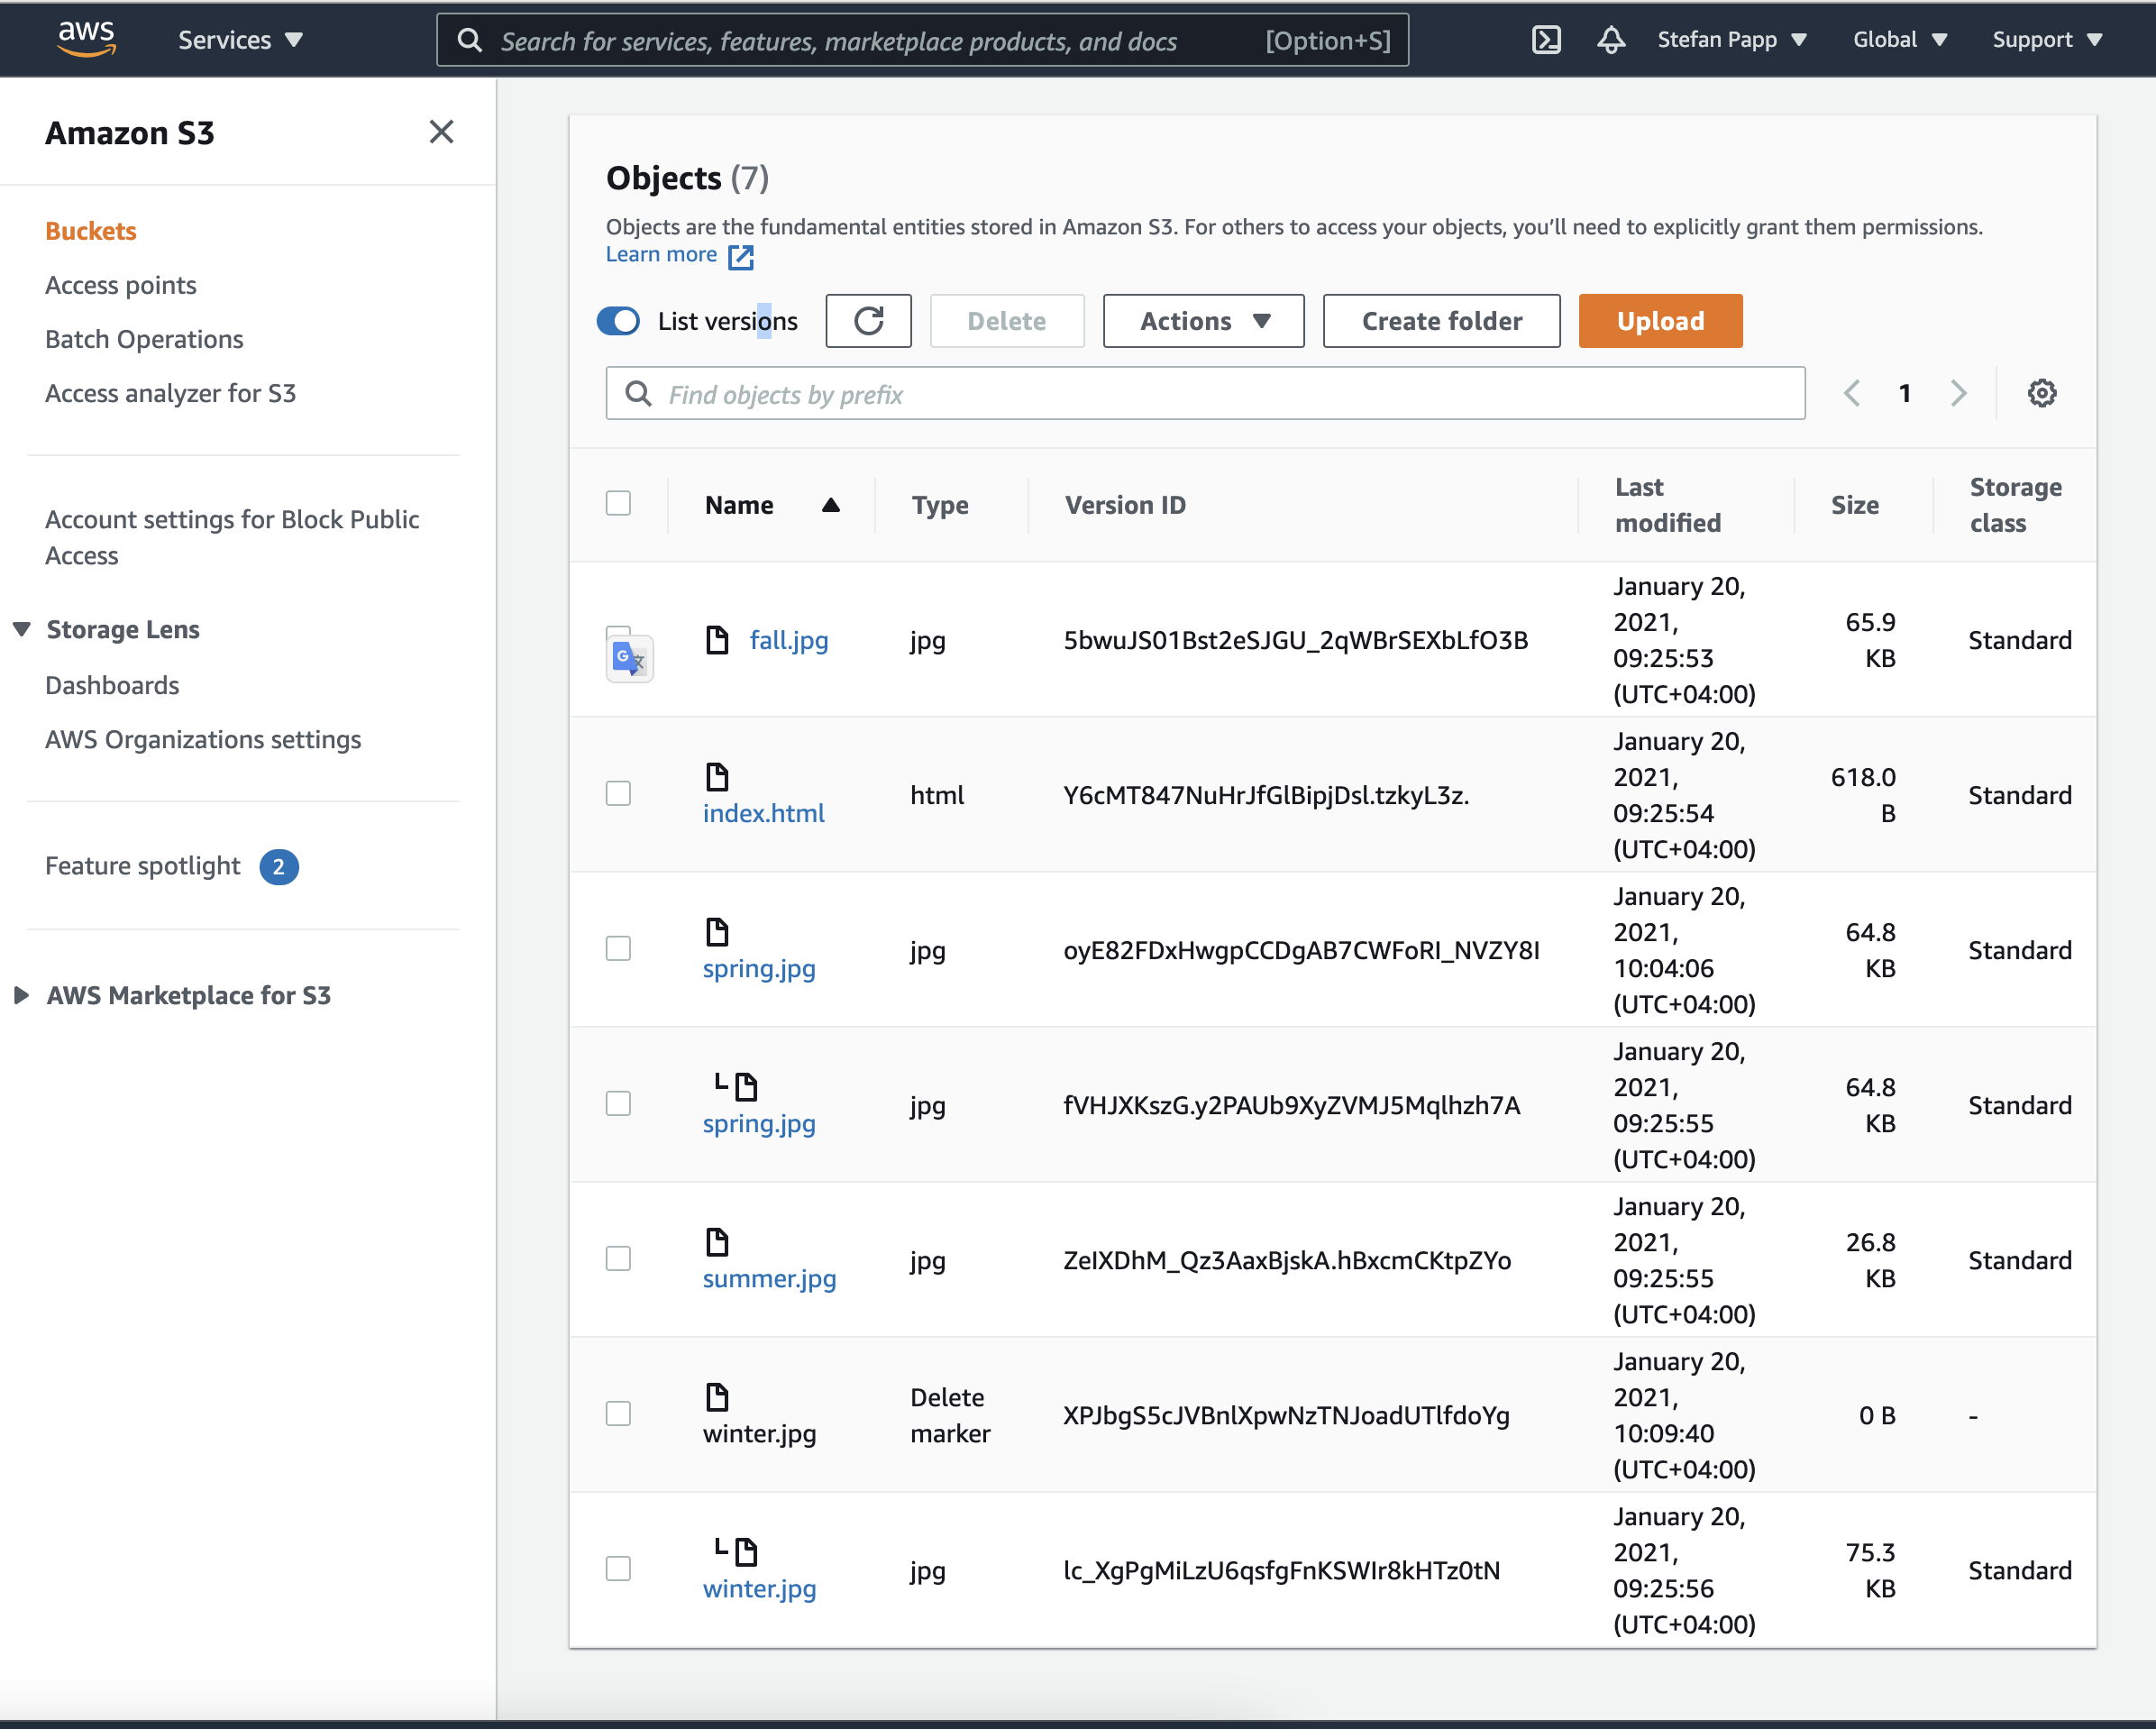 aws
Services
Search for services, features, marketplace products, and docs [Option+S]
Stefan Papp
Global
Support
Amazon S3
Buckets
Access points
Batch Operations
Access analyzer for S3
Account settings for Block Public
Access
Storage Lens
Dashboards
AWS Organizations settings
Feature spotlight 2
AWS Marketplace for S3
Objects (7)
Objects are the fundamental entities stored in Amazon S3. For others to access your objects, you’ll need to explicitly grant them permissions.
Learn more
List versions
Delete
Actions
Create folder
Upload
Find objects by prefix
1
Name
Type
Version ID
Last
modified
Size
Storage
class
fall.jpg
jpg
5bwuJS01Bst2eSJGU_2qWBrSEXbLfO3B
January 20,
2021,
09:25:53
(UTC+04:00)
65.9
KB
Standard
index.html
html
Y6cMT847NuHrJfGlBipjDsl.tzkyL3z.
January 20,
2021,
09:25:54
(UTC+04:00)
618.0
B
Standard
spring.jpg
jpg
oyE82FDxHwgpCCDgAB7CWFoRI_NVZY8I
January 20,
2021,
10:04:06
(UTC+04:00)
64.8
KB
Standard
spring.jpg
jpg
fVHJXKszG.y2PAUb9XyZVMJ5Mqlhzh7A
January 20,
2021,
09:25:55
(UTC+04:00)
64.8
KB
Standard
summer.jpg
jpg
ZeIXDhM_Qz3AaxBjskA.hBxcmCKtpZYo
January 20,
2021,
09:25:55
(UTC+04:00)
26.8
KB
Standard
winter.jpg
Delete
marker
XPJbgS5cJVBnlXpwNzTNJoadUTlfdoYg
January 20,
2021,
10:09:40
(UTC+04:00)
0 B
-
winter.jpg
jpg
lc_XgPgMiLzU6qsfgFnKSWIr8kHTz0tN
January 20,
2021,
09:25:56
(UTC+04:00)
75.3
KB
Standard